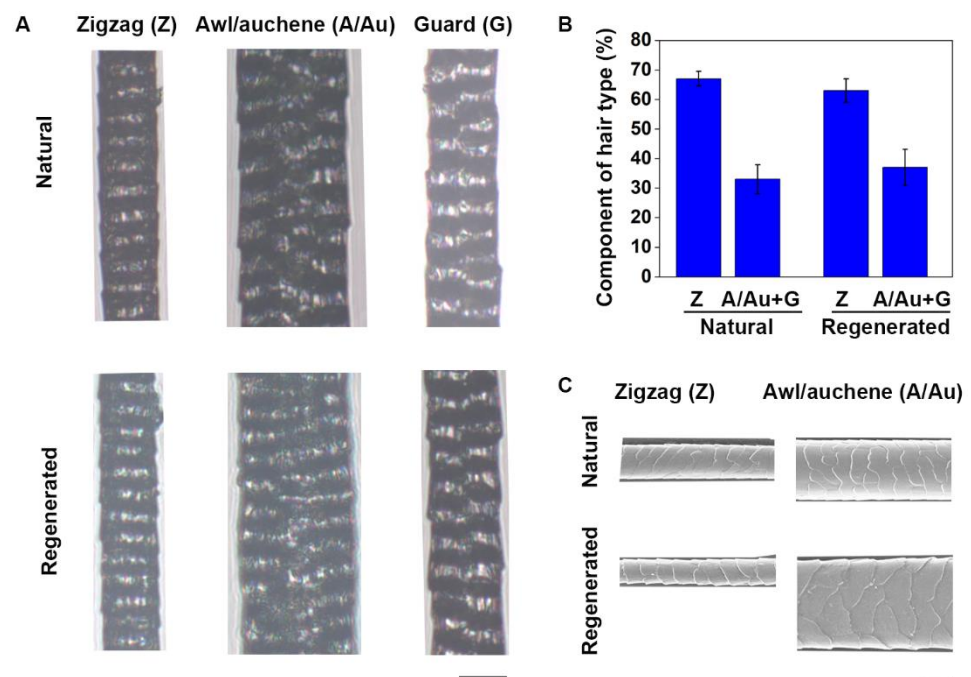 A
Zigzag (Z) Awl/auchene (A/Au) Guard (G)
Natural
Regenerated
B
Component of hair type (%)
80
70
60
50
40
30
20
10
0
Z A/Au+G Z A/Au+G
Natural Regenerated
C
Zigzag (Z) Awl/auchene (A/Au)
Natural
Regenerated